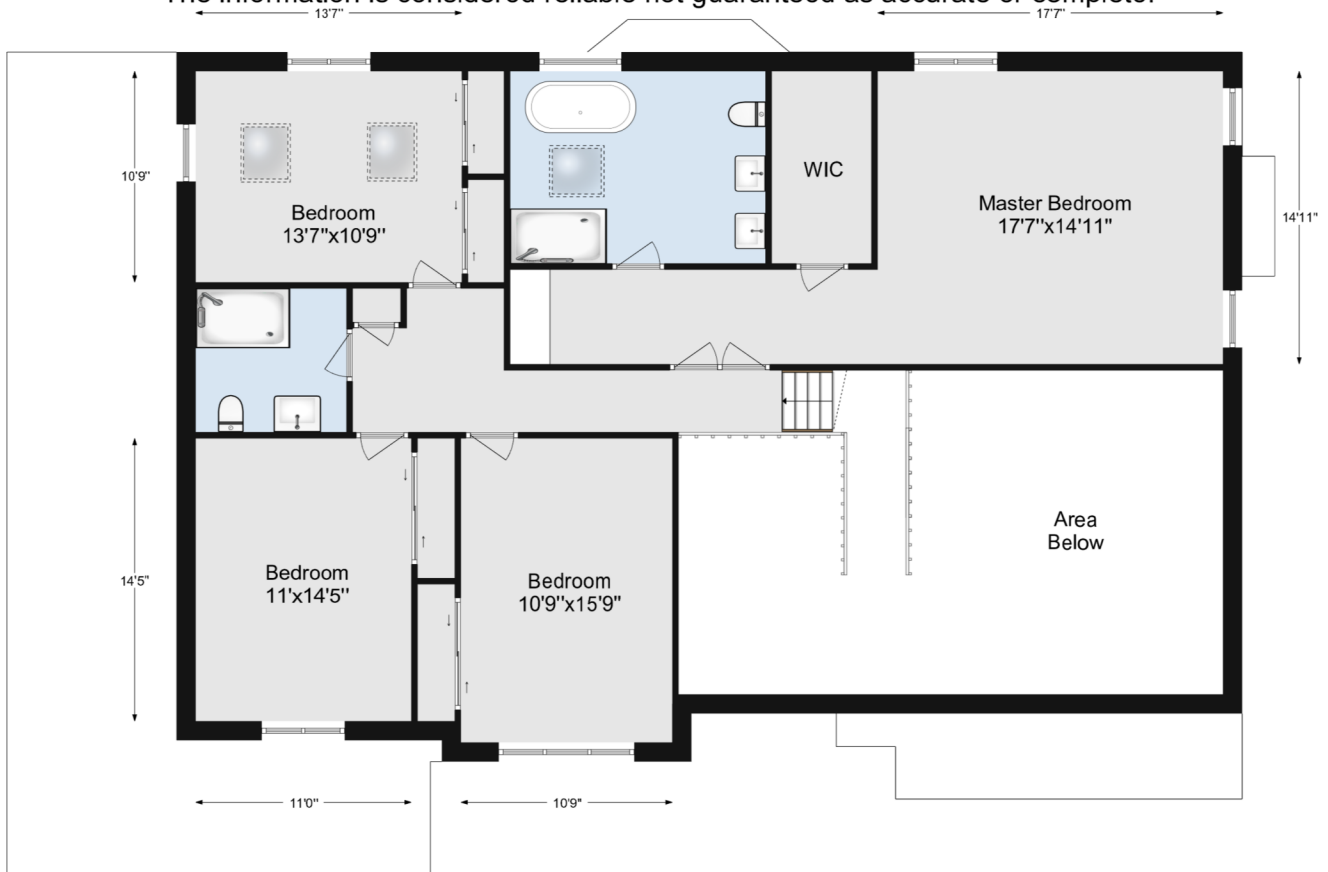 The information is considered reliable not guaranteed as accurate or complete.
13'7"
17'7"
10'9"
14'11"
WIC
Master Bedroom
17'7"x14'11"
Bedroom
13'7"x10'9"
14'5"
Bedroom
11'x14'5"
Bedroom
10'9"x15'9"
Area
Below
11'0"
10'9"